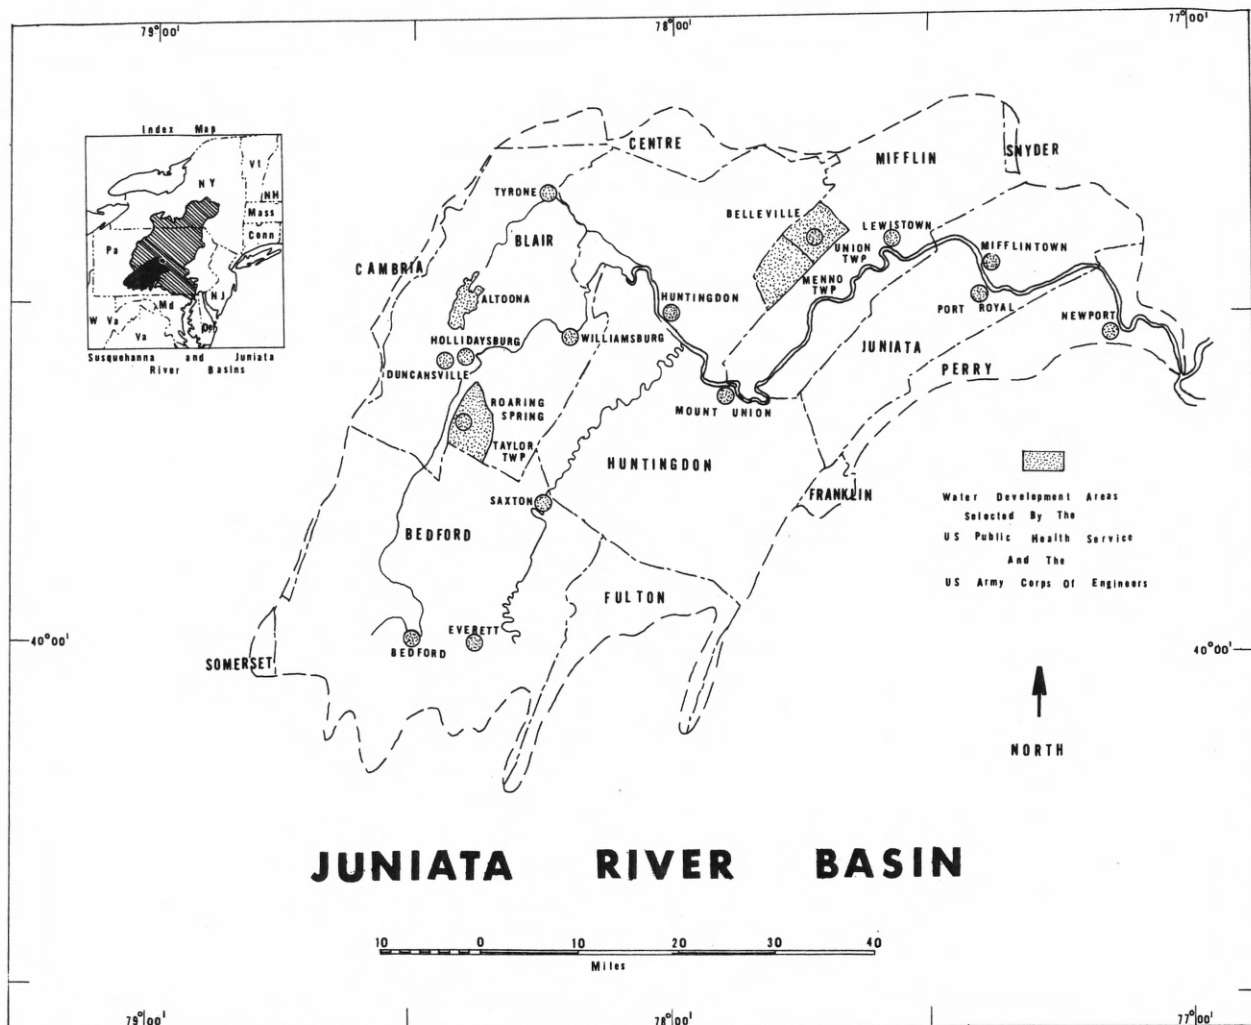 79°00'
78°00'
77°00'
Index Map
Vt
NY
NH
Mass
Conn
Pa
NJ
Md
W Va
Va
De
Susquehanna and Juniata
River Basins
CENTRE
MIFFLIN
SNYDER
TYRONE
BELLEVILLE
LEWISTOWN
BLAIR
UNION
TWP
MIFFLINTOWN
CAMBRIA
MENNO
TWP
ALTOONA
HUNTINGDON
PORT ROYAL
NEWPORT
HOLLIDAYSBURG
WILLIAMSBURG
JUNIATA
DUNCANSVILLE
PERRY
ROARING
SPRING
MOUNT UNION
TAYLOR
TWP
HUNTINGDON
SAXTON
FRANKLIN
BEDFORD
Water Development Areas
Selected By The
US Public Health Service
And The
US Army Corps Of Engineers
FULTON
EVERETT
BEDFORD
40°00'
40°00'
SOMERSET
NORTH
JUNIATA RIVER BASIN
10 0 10 20 30 40
Miles
79°00'
78°00'
77°00'